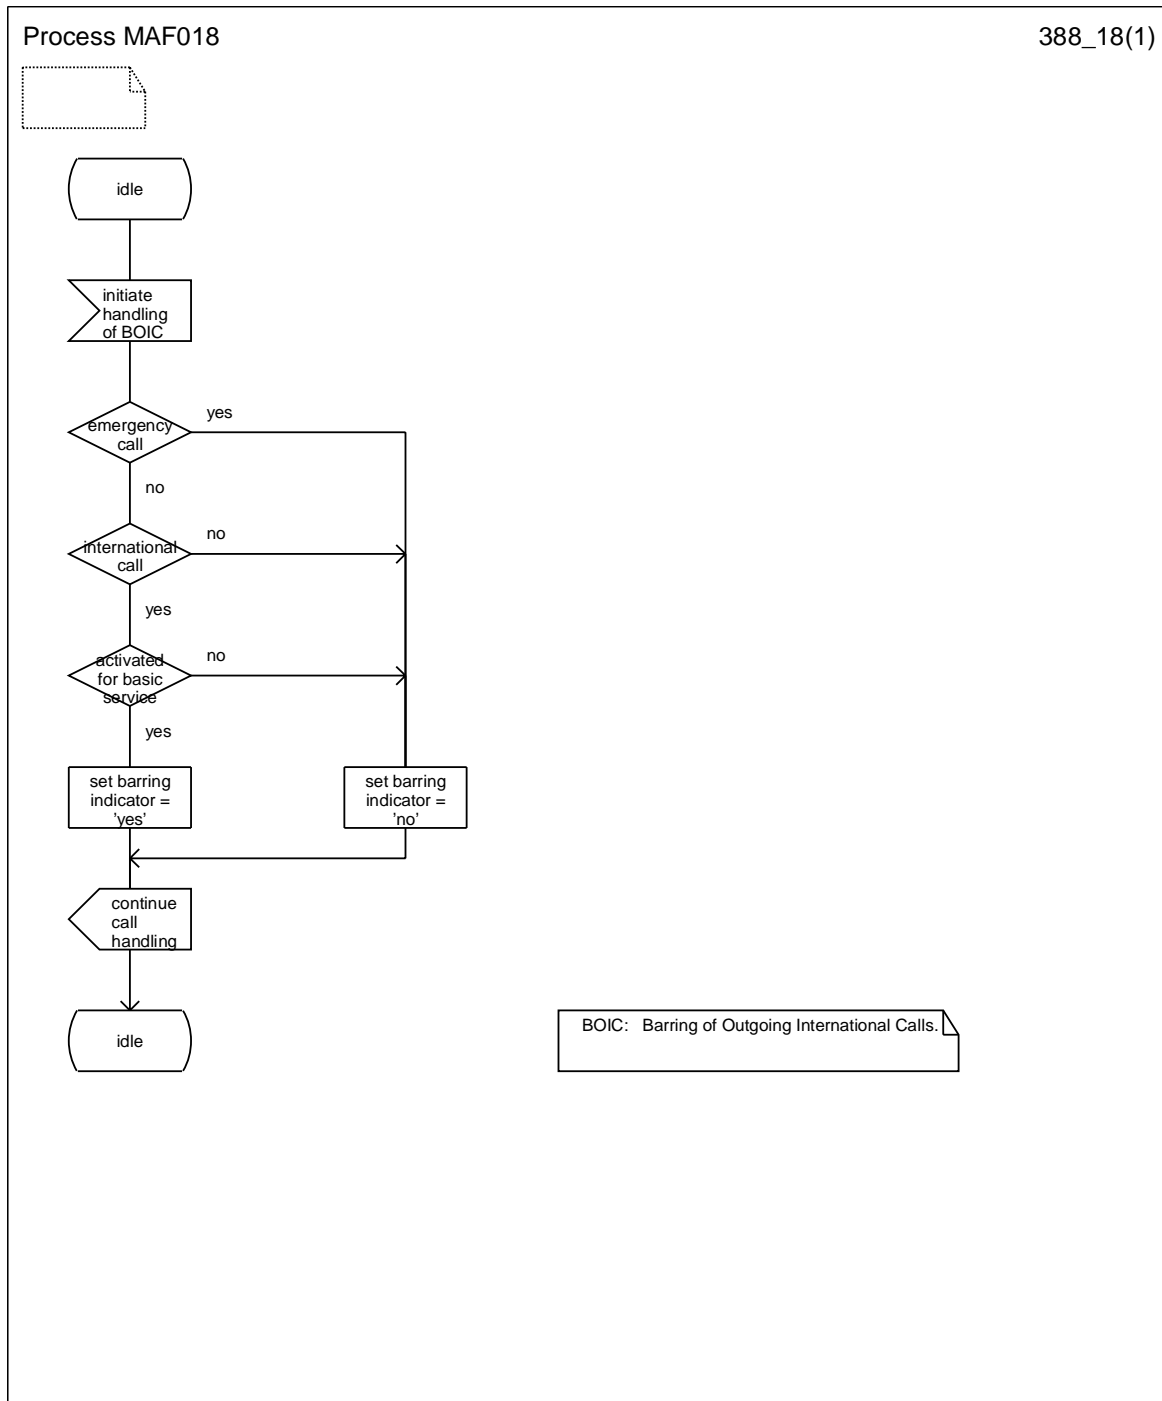 Process MAF018
388_18(1)
idle
initiate
handling
of BOIC
emergency
call
yes
no
international
call
no
yes
activated
for basic
service
no
yes
set barring
indicator =
’yes’
set barring
indicator =
’no’
continue
call
handling
idle
BOIC: Barring of Outgoing International Calls.